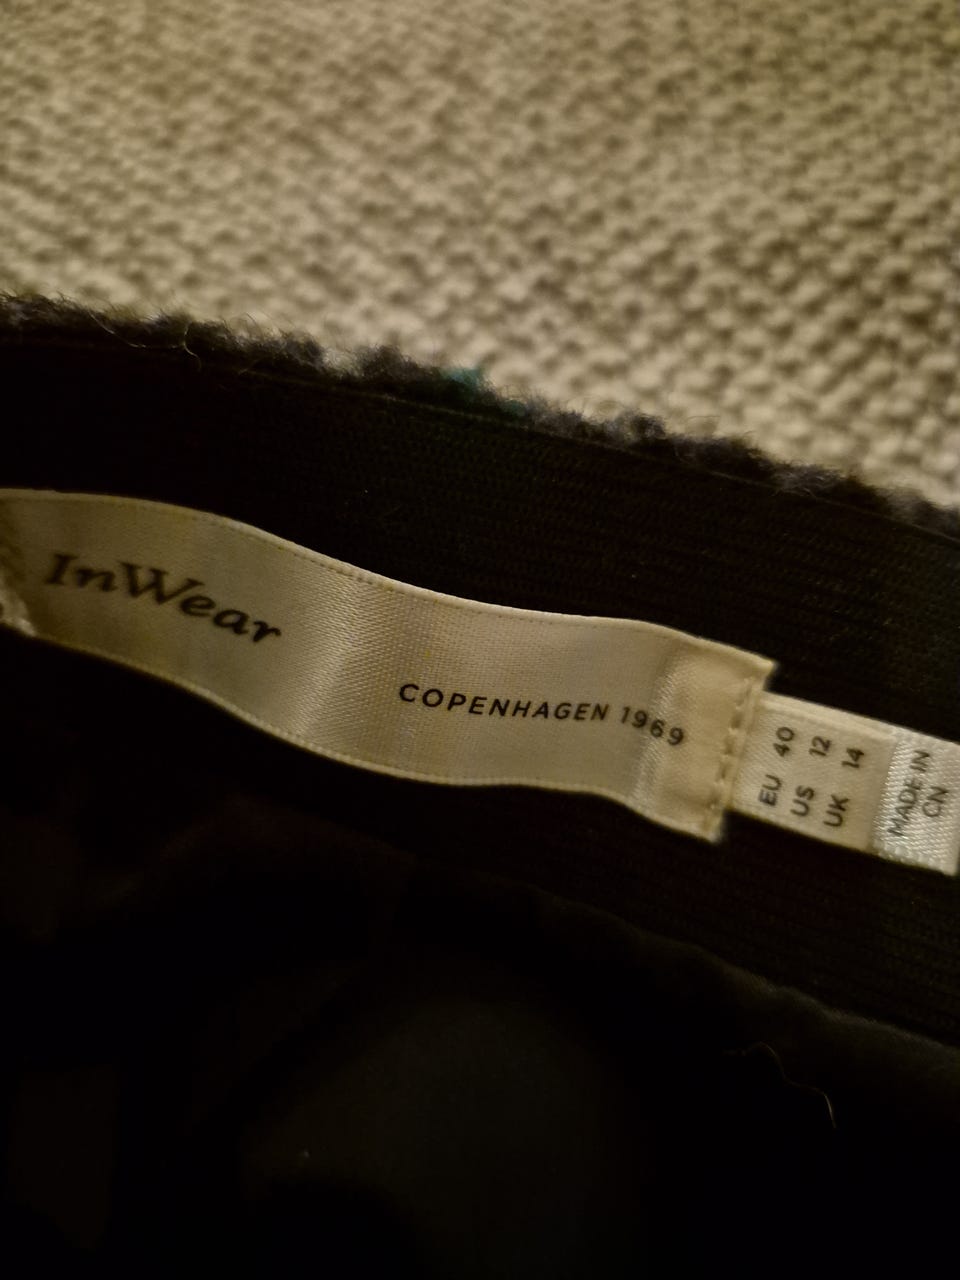 InWear
COPENHAGEN 1969
EU 40
US 12
UK 14
MADE IN
CN